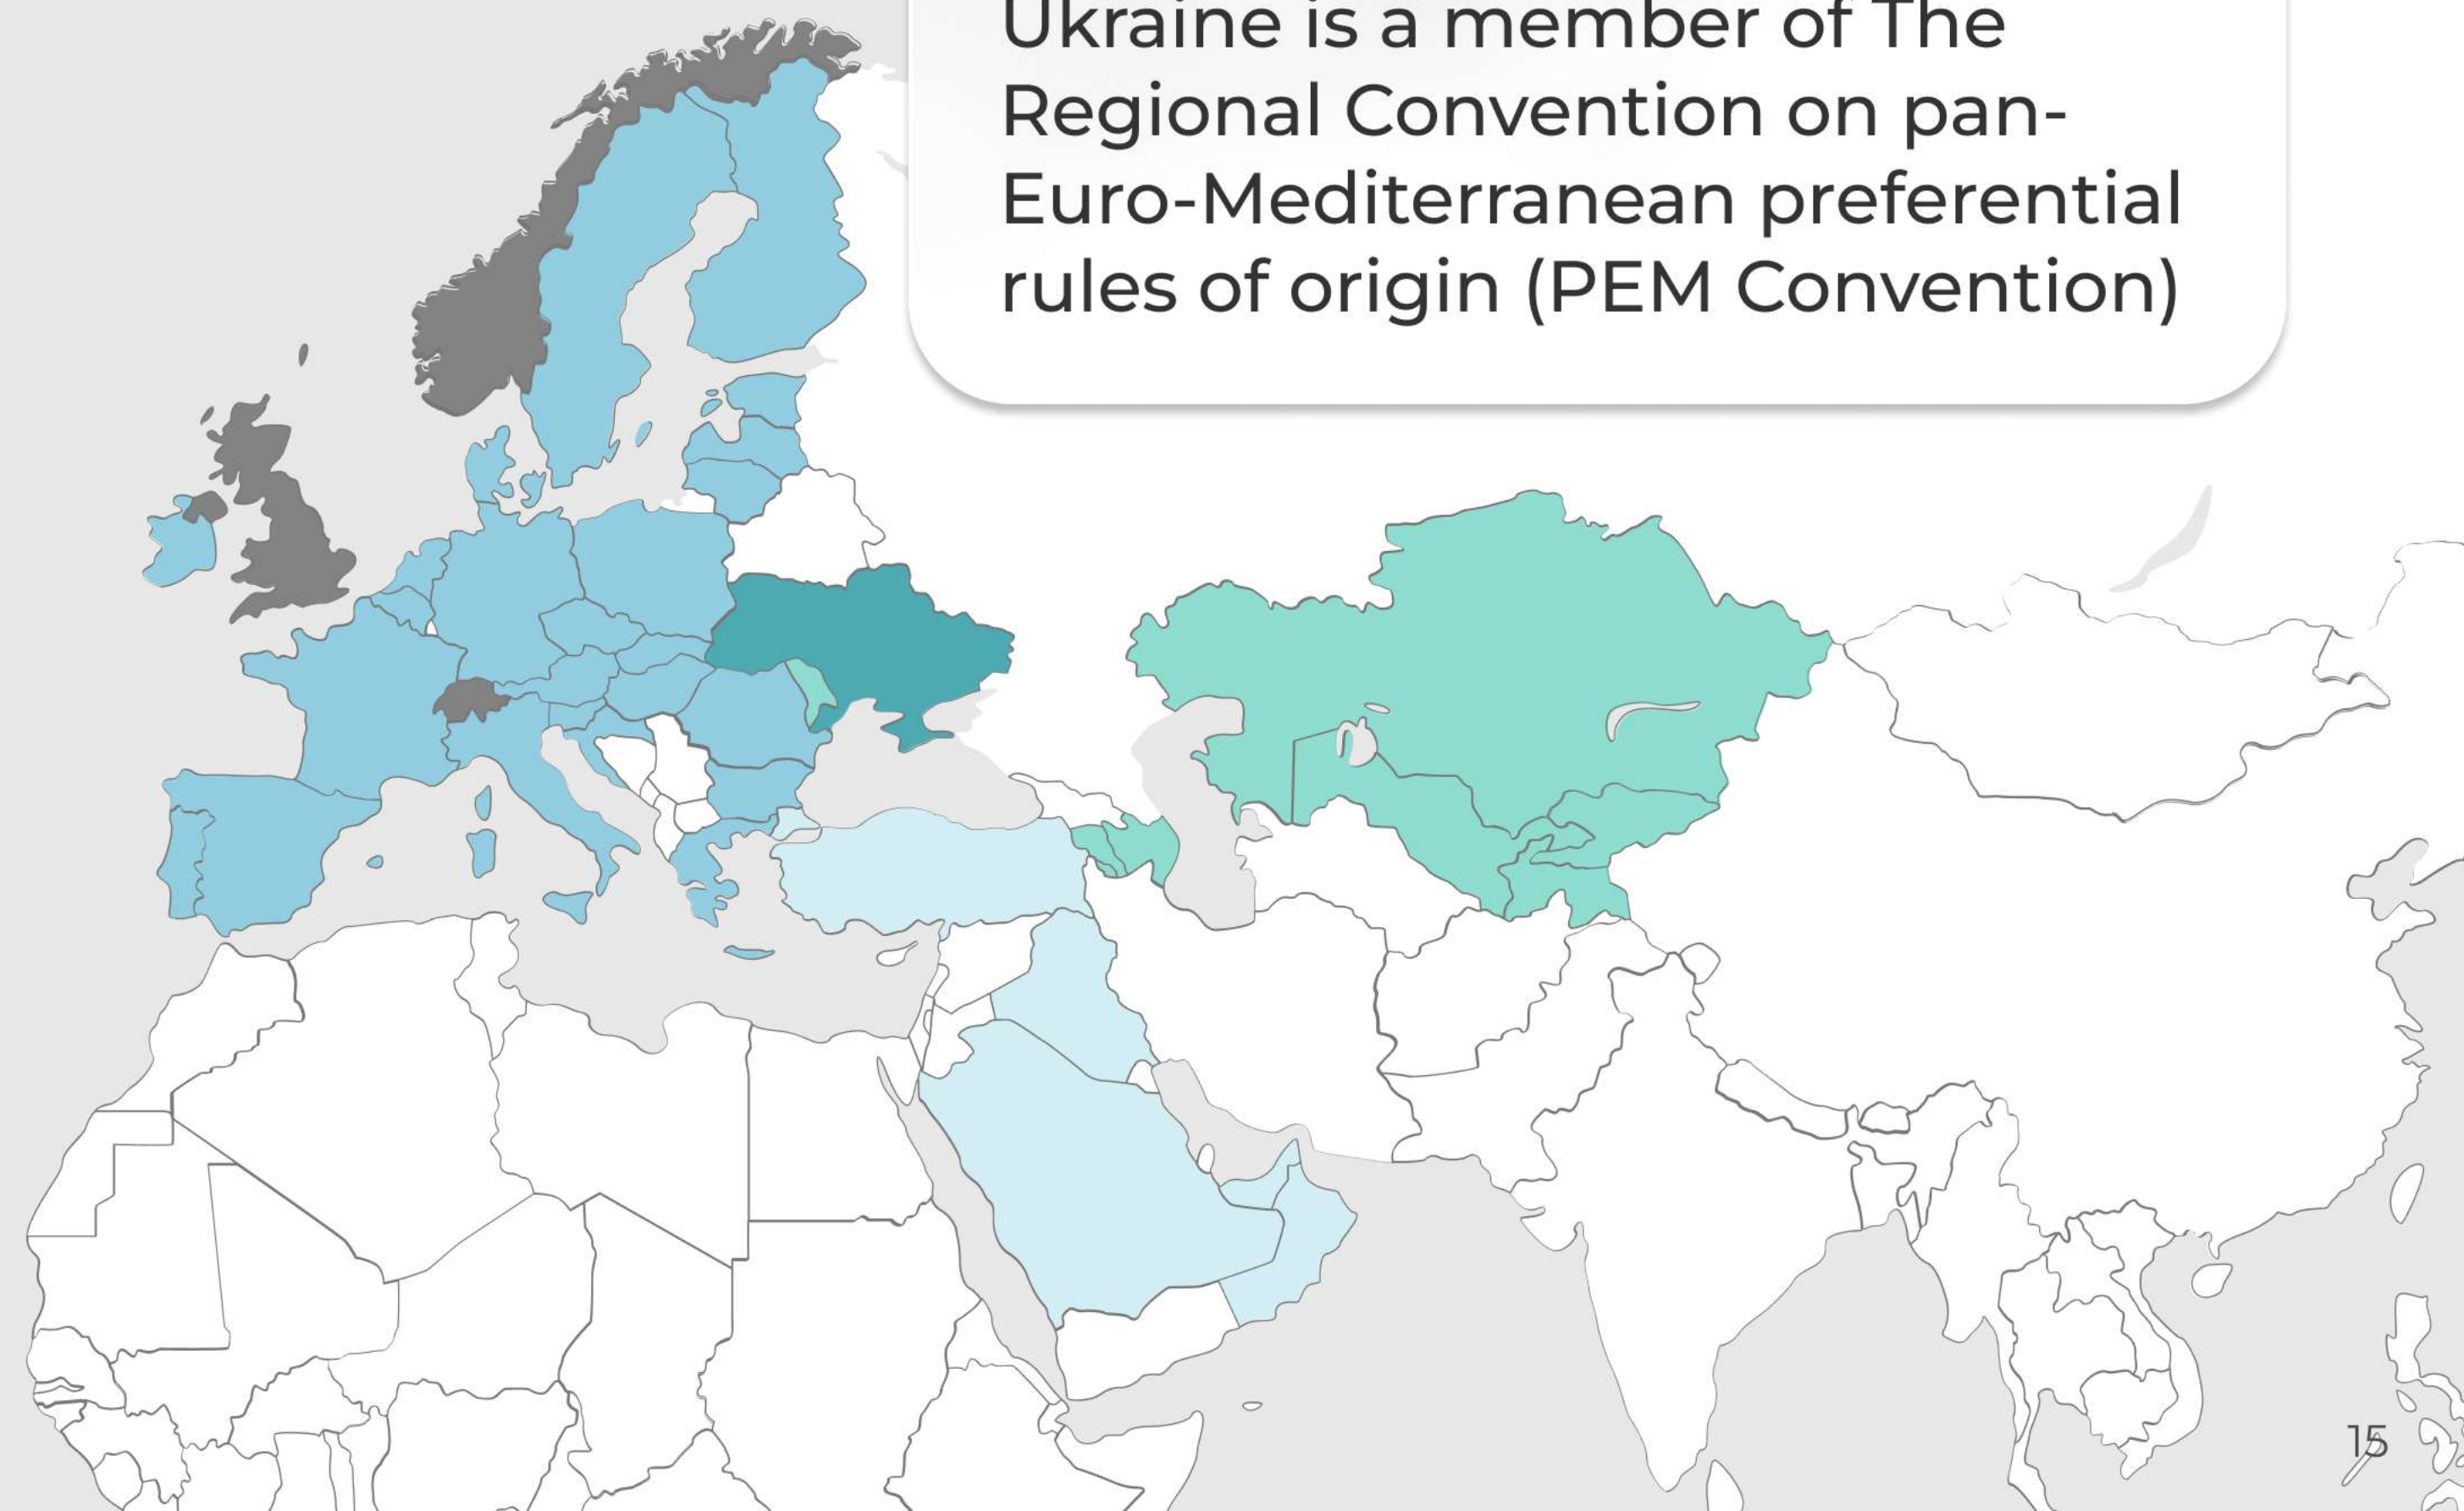 Ukraine is a member of The
Regional Convention on pan-
Euro-Mediterranean preferential
rules of origin (PEM Convention)
15